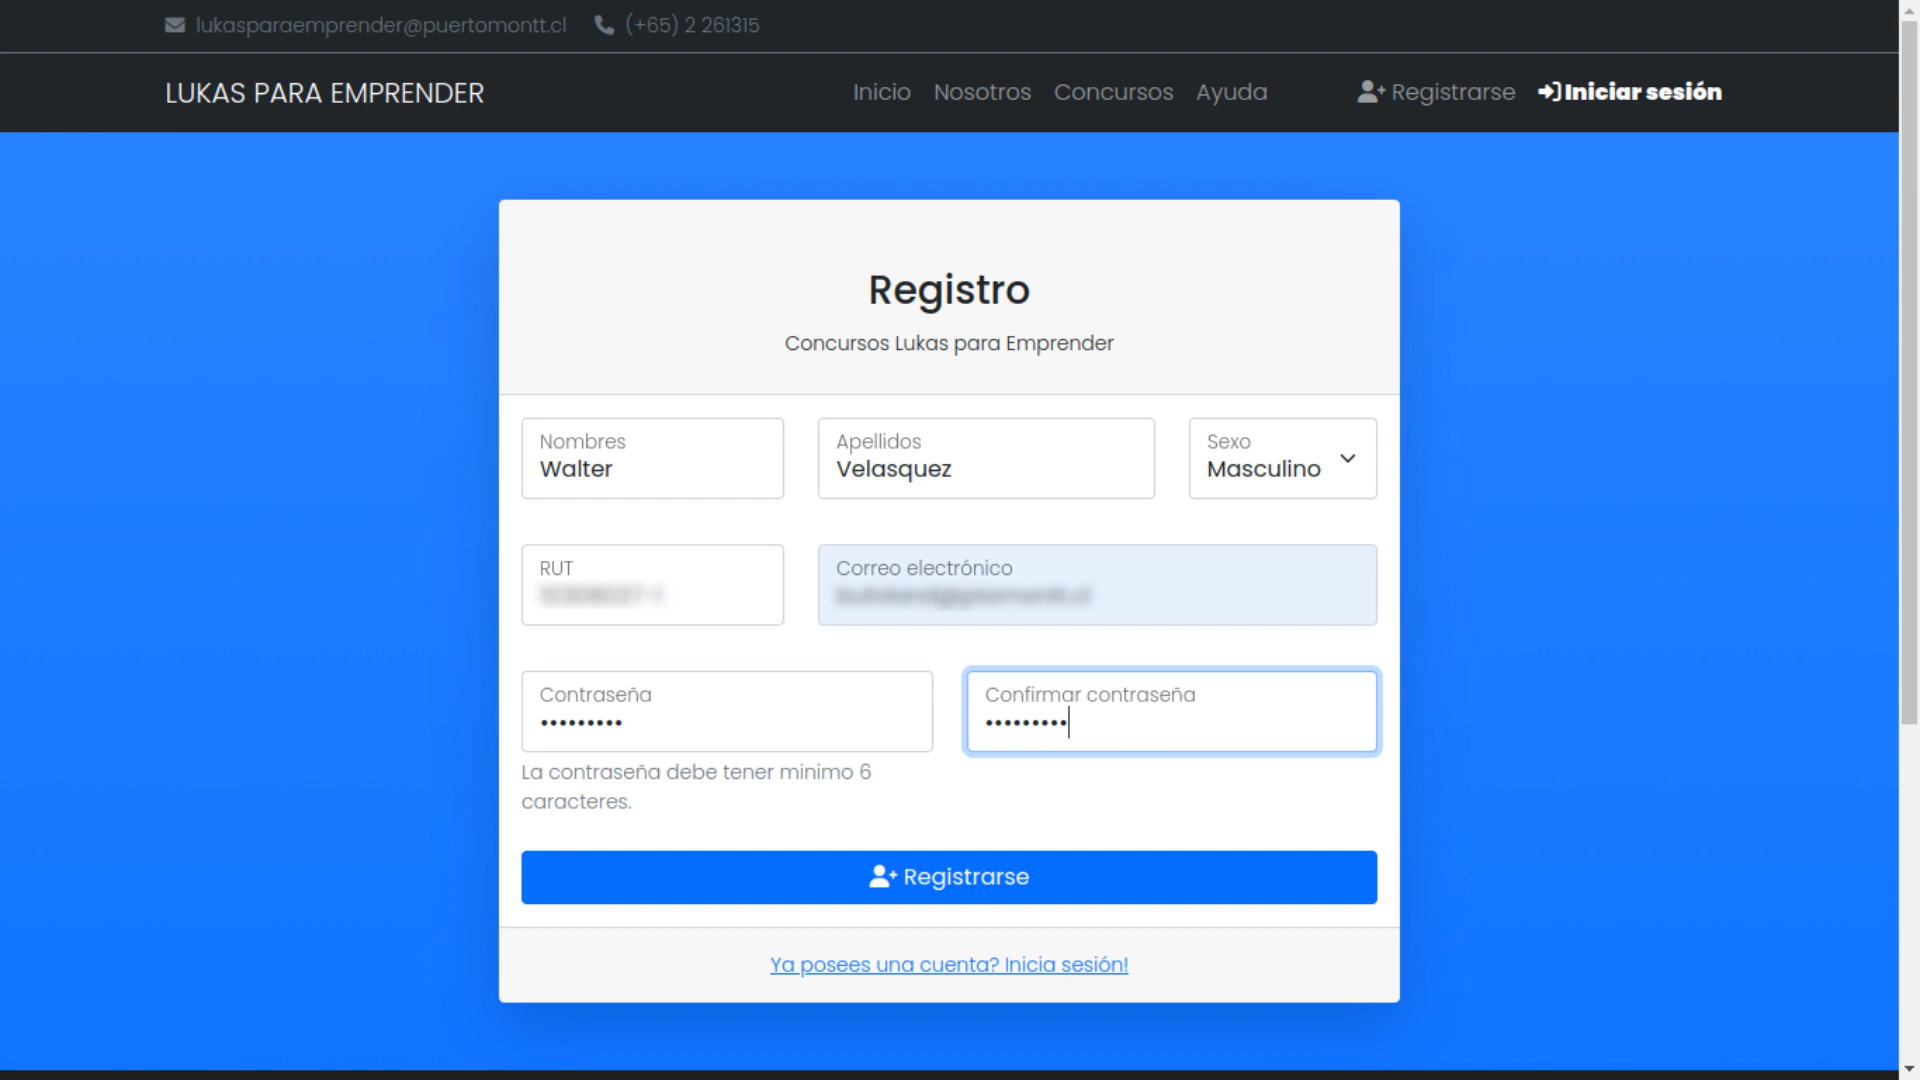 lukasparaemprender@puertomontt.cl (+65) 2 261315
LUKAS PARA EMPRENDER Inicio Nosotros Concursos Ayuda Registrarse Iniciar sesión
Registro
Concursos Lukas para Emprender
Nombres Apellidos Sexo
Walter Velasquez Masculino
RUT Correo electrónico
Contraseña Confirmar contraseña
••••••••• •••••••••
La contraseña debe tener minimo 6
caracteres.
Registrarse
Ya posees una cuenta? Inicia sesión!